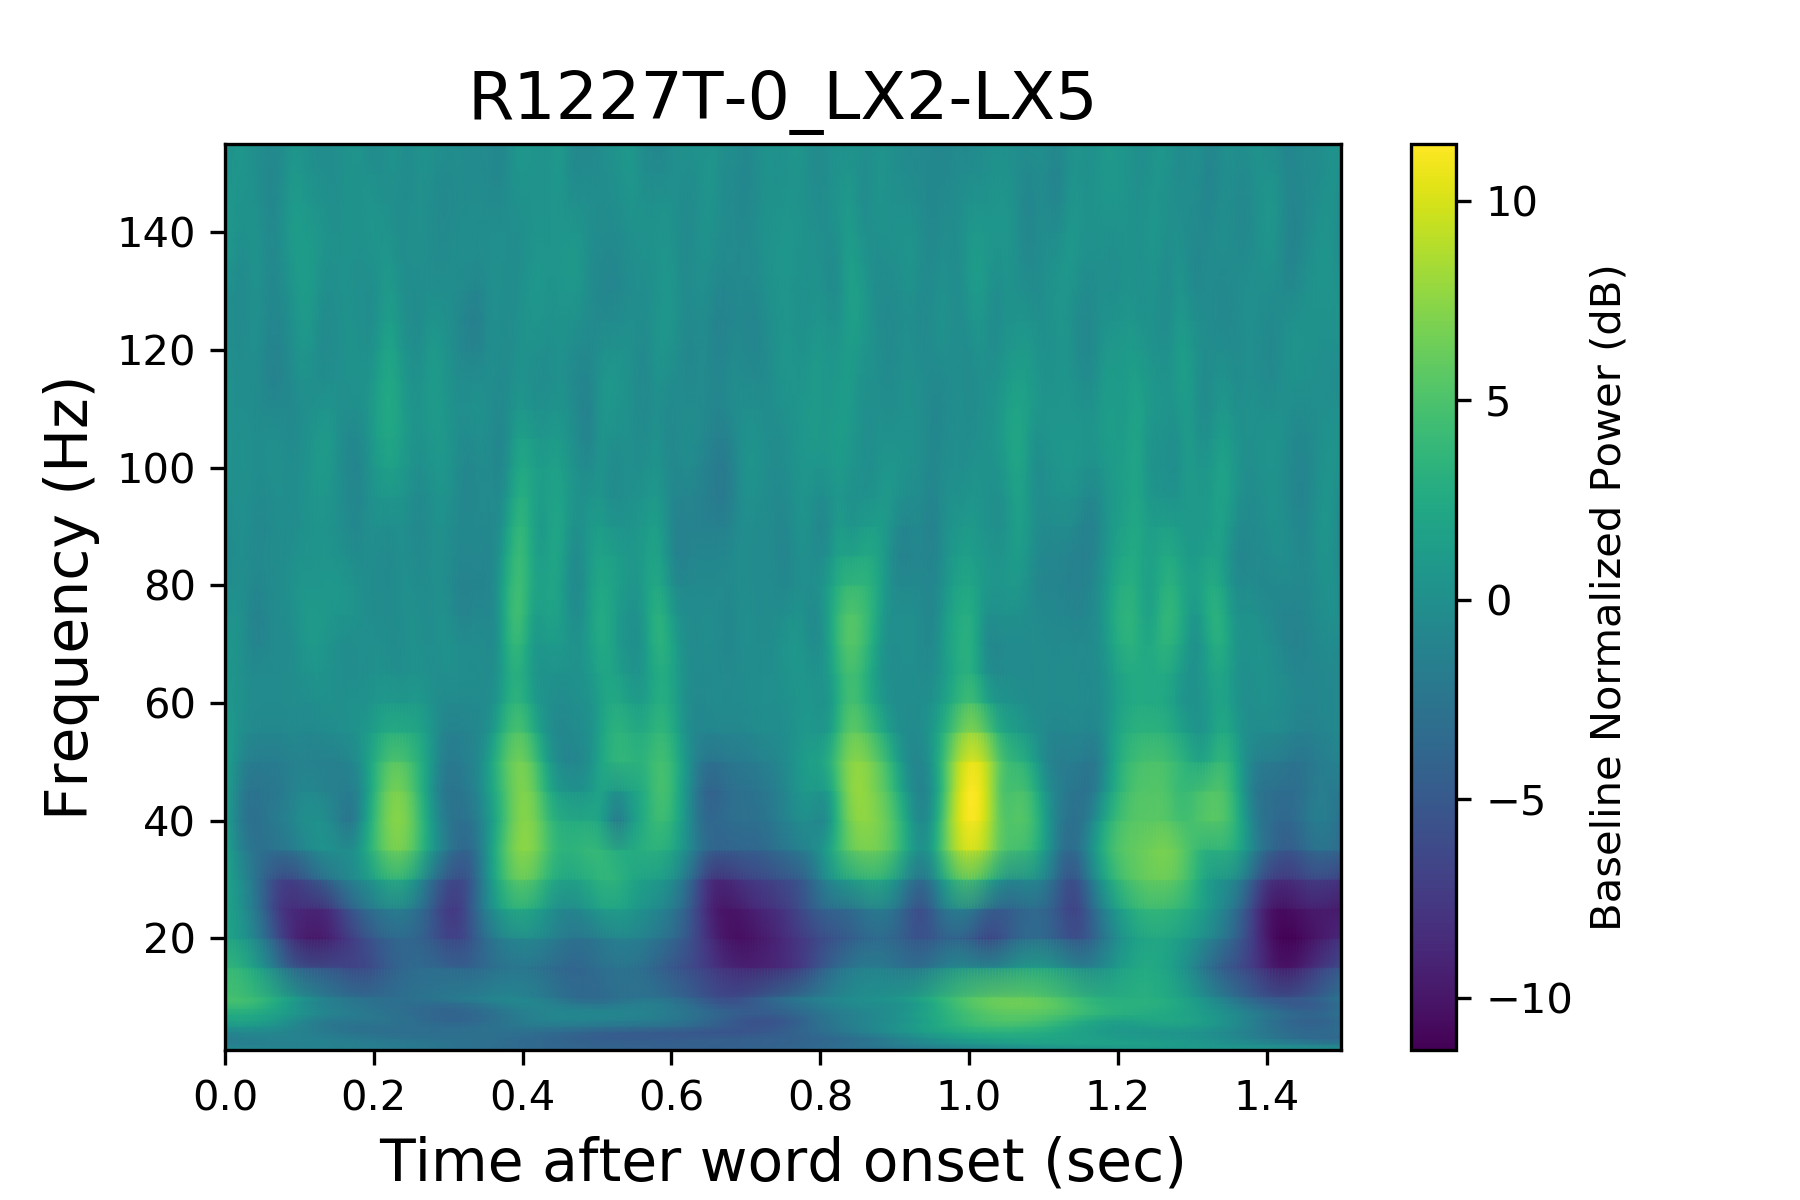 R1227T-0_LX2-LX5
Frequency (Hz)
140
120
100
80
60
40
20
0.0 0.2 0.4 0.6 0.8 1.0 1.2 1.4
Time after word onset (sec)
10
5
0
−5
−10
Baseline Normalized Power (dB)